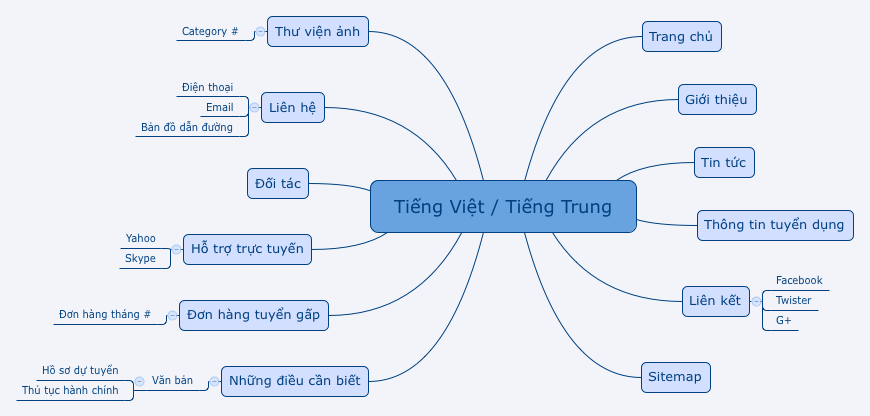 Tiếng Việt / Tiếng Trung
Trang chủ
Giới thiệu
Tin tức
Thông tin tuyển dụng
Liên kết
Facebook
Twister
G+
Sitemap
Thư viện ảnh
Category #
Liên hệ
Điện thoại
Email
Bản đồ dẫn đường
Đối tác
Hỗ trợ trực tuyến
Yahoo
Skype
Đơn hàng tuyển gấp
Đơn hàng tháng #
Những điều cần biết
Văn bản
Hồ sơ dự tuyển
Thủ tục hành chính